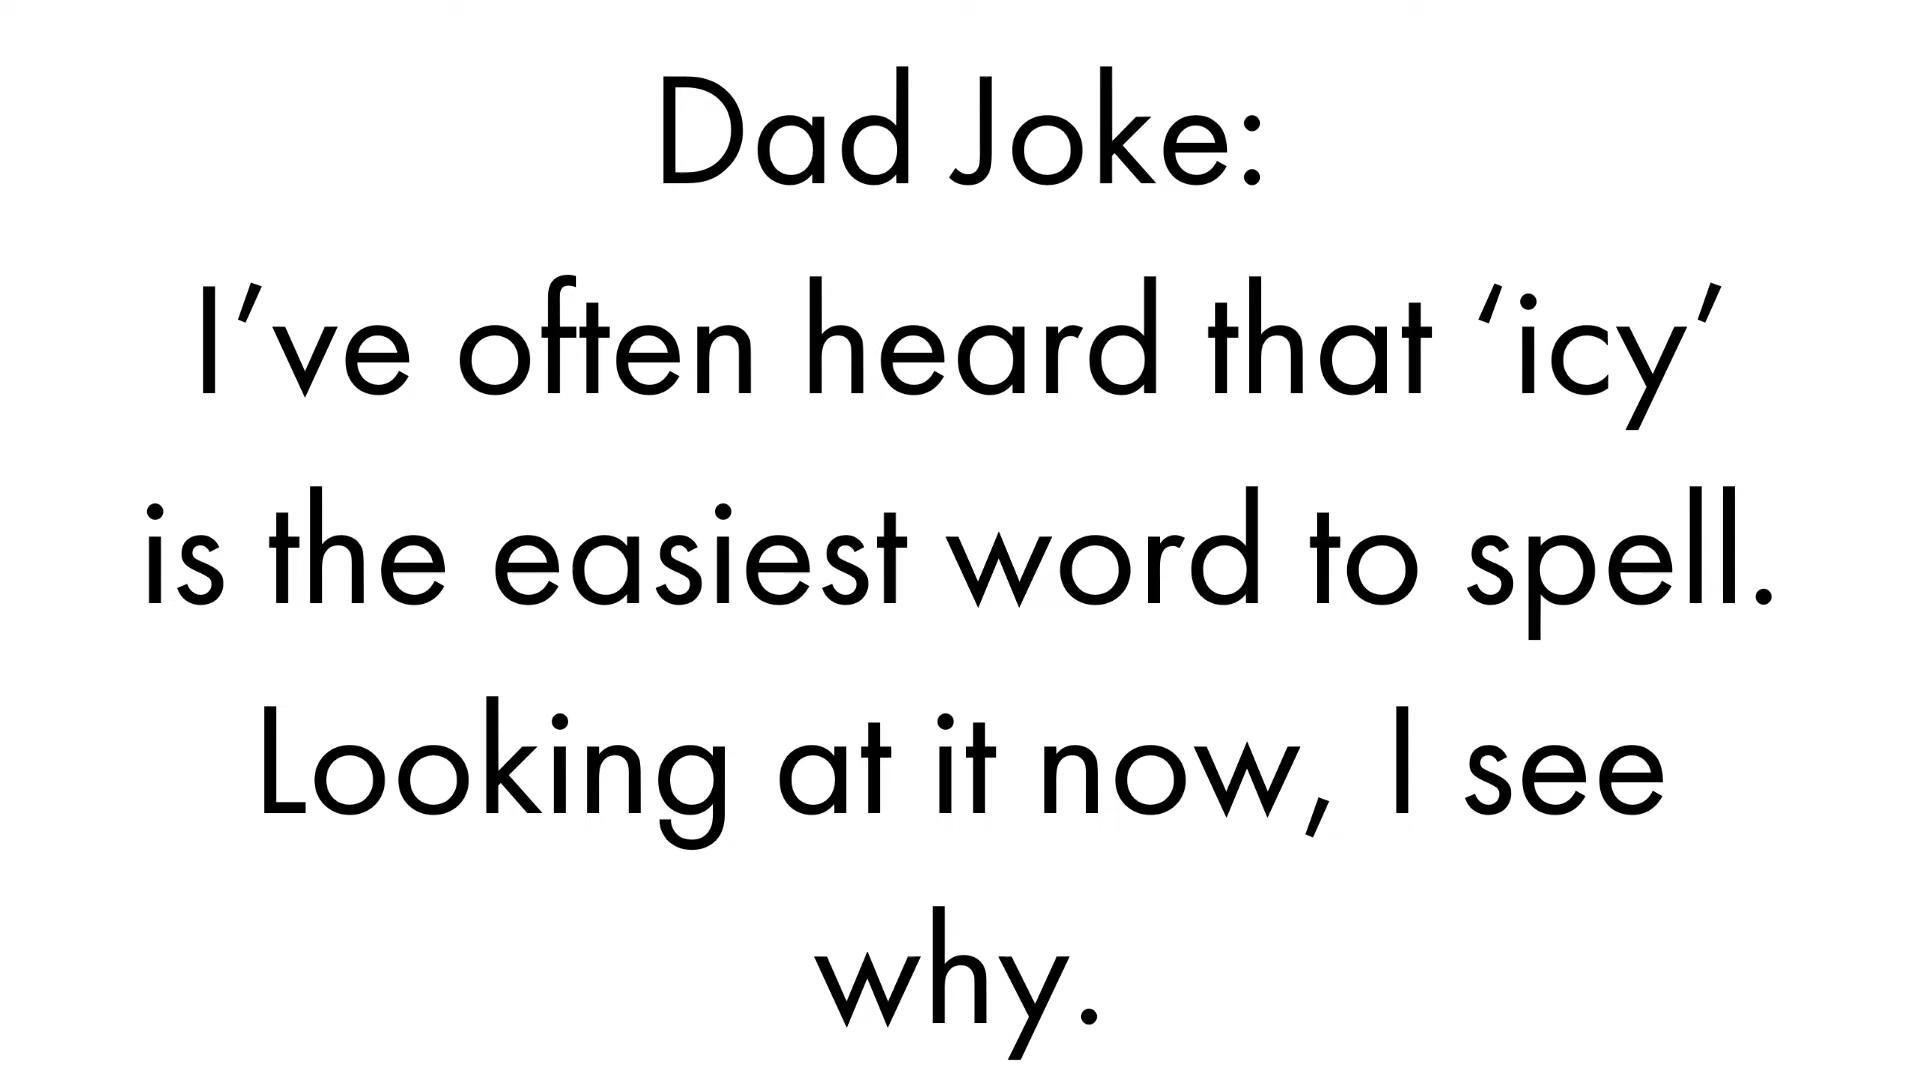 Dad Joke:
I’ve often heard that ‘icy’
is the easiest word to spell.
Looking at it now, I see
why.